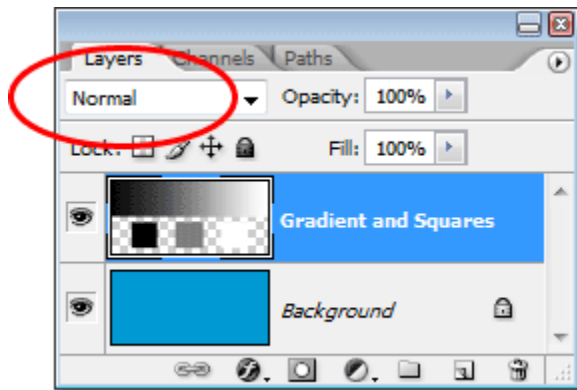 Layers Channels Paths
Normal Opacity: 100%
Lock: Fill: 100%
Gradient and Squares
Background